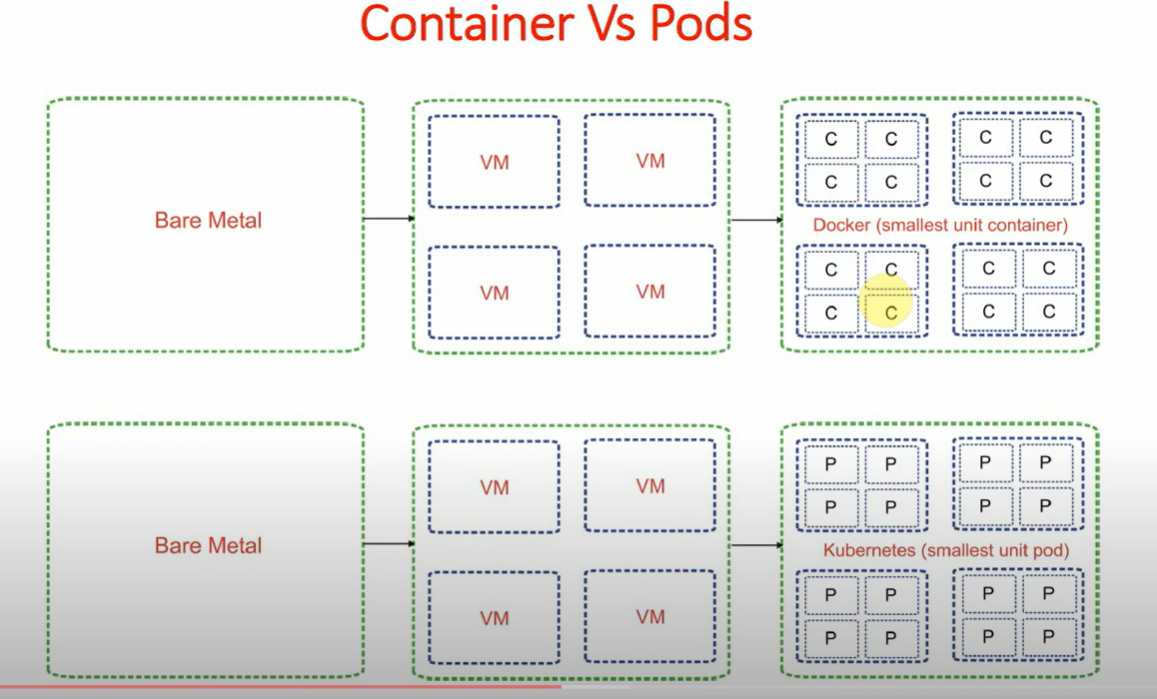 Container Vs Pods
Bare Metal
VM VM
VM VM
C C C C
C C C C
Docker (smallest unit container)
C C C C
C C C C
Bare Metal
VM VM
VM VM
P P P P
P P P P
Kubernetes (smallest unit pod)
P P P P
P P P P